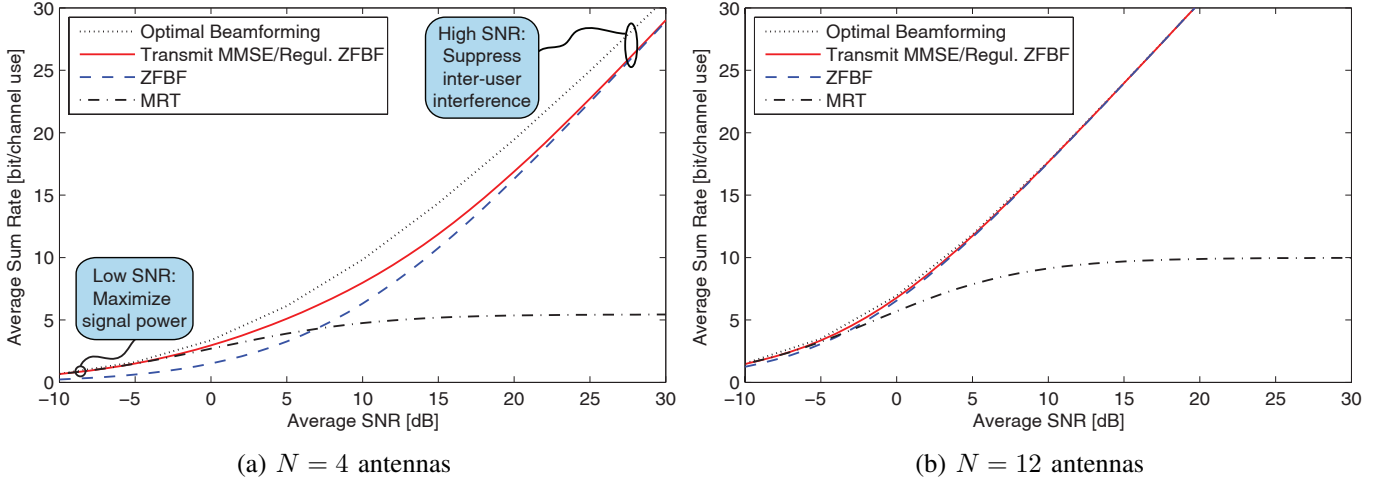 30
25
20
15
10
5
0
−10
−5
0
5
10
15
20
25
30
Average Sum Rate [bit/channel use]
Average SNR [dB]
Optimal Beamforming
Transmit MMSE/Regul. ZFBF
ZFBF
MRT
High SNR:
Suppress
inter-user
interference
Low SNR:
Maximize
signal power
(a) N = 4 antennas
30
25
20
15
10
5
0
−10
−5
0
5
10
15
20
25
30
Average Sum Rate [bit/channel use]
Average SNR [dB]
Optimal Beamforming
Transmit MMSE/Regul. ZFBF
ZFBF
MRT
(b) N = 12 antennas